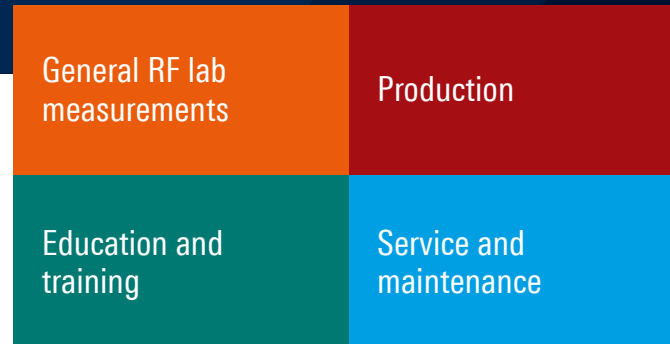 General RF lab
measurements
Production
Education and
training
Service and
maintenance